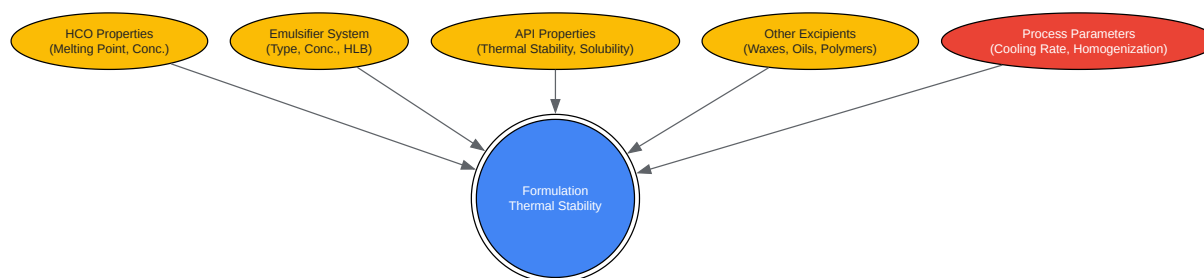 HCO Properties
(Melting Point, Conc.)
Emulsifier System
(Type, Conc., HLB)
API Properties
(Thermal Stability, Solubility)
Other Excipients
(Waxes, Oils, Polymers)
Process Parameters
(Cooling Rate, Homogenization)
Formulation
Thermal Stability